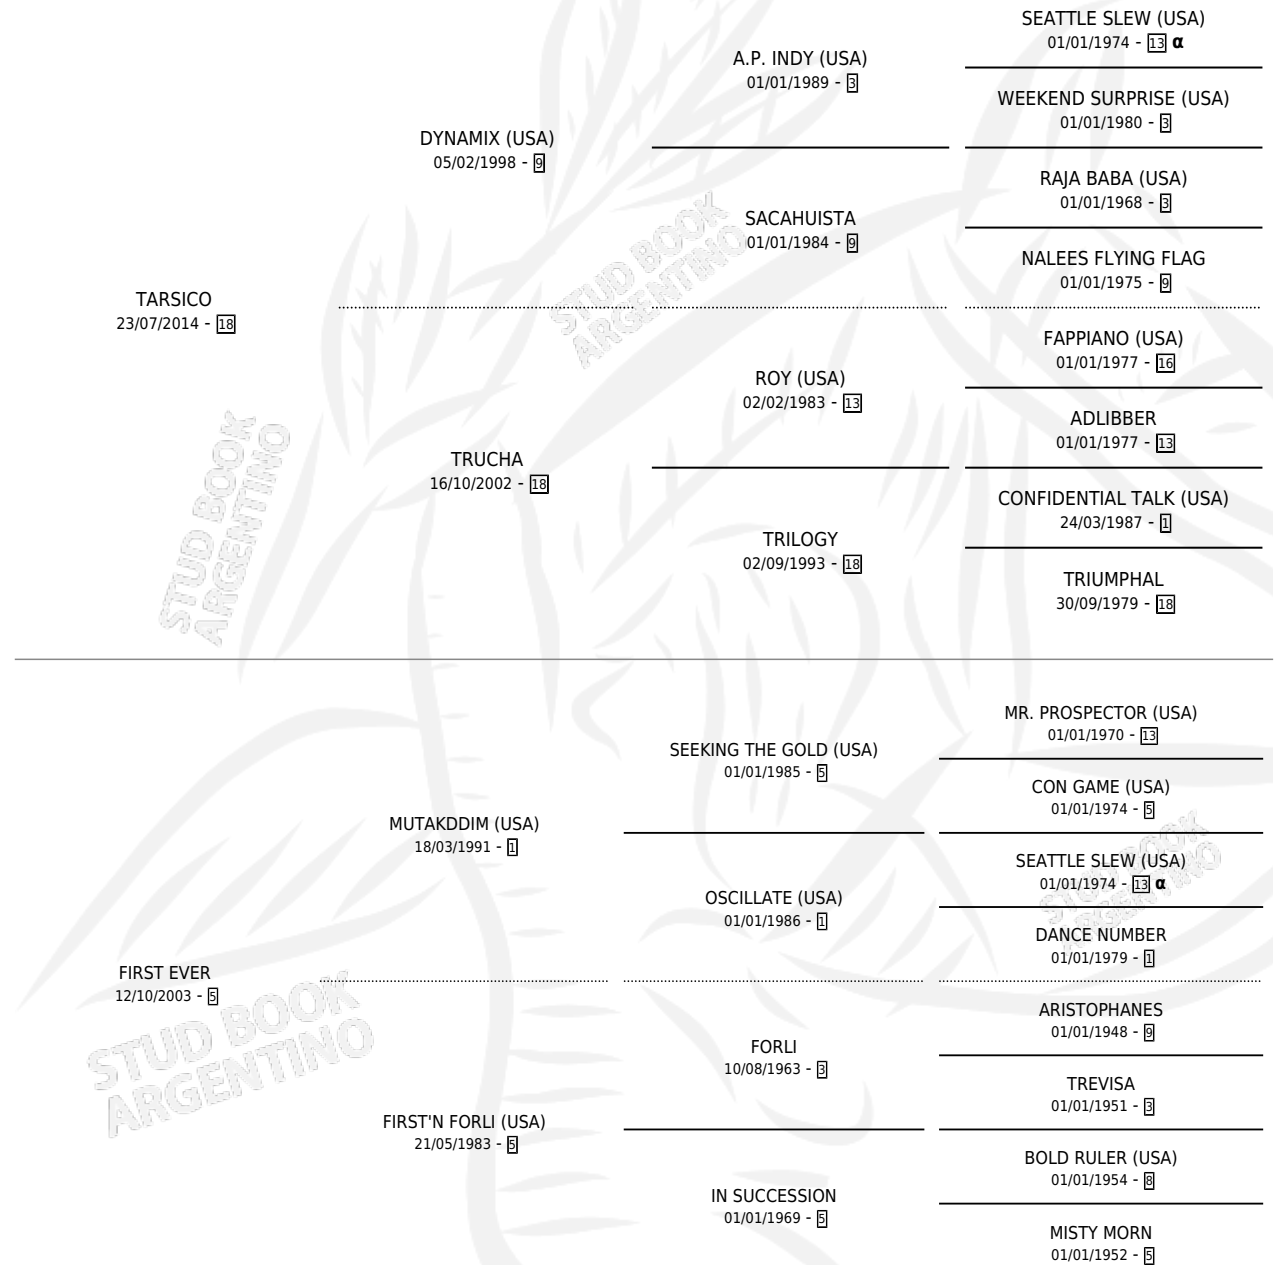 SEATTLE SLEW (USA)
01/01/1974 - 13 α
A.P. INDY (USA)
01/01/1989 - 3
WEEKEND SURPRISE (USA)
01/01/1980 - 3
DYNAMIX (USA)
05/02/1998 - 9
RAJA BABA (USA)
01/01/1968 - 3
SACAHUISTA
01/01/1984 - 9
NALEES FLYING FLAG
01/01/1975 - 9
STUD BOOK
ARGENTINO
TARSICO
23/07/2014 - 18
FAPPIANO (USA)
01/01/1977 - 16
ROY (USA)
02/02/1983 - 13
ADLIBBER
01/01/1977 - 13
TRUCHA
16/10/2002 - 18
CONFIDENTIAL TALK (USA)
24/03/1987 - 1
TRILOGY
02/09/1993 - 18
TRIUMPHAL
30/09/1979 - 18
STUD BOOK
ARGENTINO
MR. PROSPECTOR (USA)
01/01/1970 - 13
SEEKING THE GOLD (USA)
01/01/1985 - 5
CON GAME (USA)
01/01/1974 - 5
MUTAKDDIM (USA)
18/03/1991 - 1
SEATTLE SLEW (USA)
01/01/1974 - 13 α
OSCILLATE (USA)
01/01/1986 - 1
DANCE NUMBER
01/01/1979 - 1
STUD BOOK
ARGENTINO
FIRST EVER
12/10/2003 - 5
ARISTOPHANES
01/01/1948 - 9
FORLI
10/08/1963 - 3
TREVISA
01/01/1951 - 3
STUD BOOK
ARGENTINO
FIRST'N FORLI (USA)
21/05/1983 - 5
BOLD RULER (USA)
01/01/1954 - 8
IN SUCCESSION
01/01/1969 - 5
MISTY MORN
01/01/1952 - 5